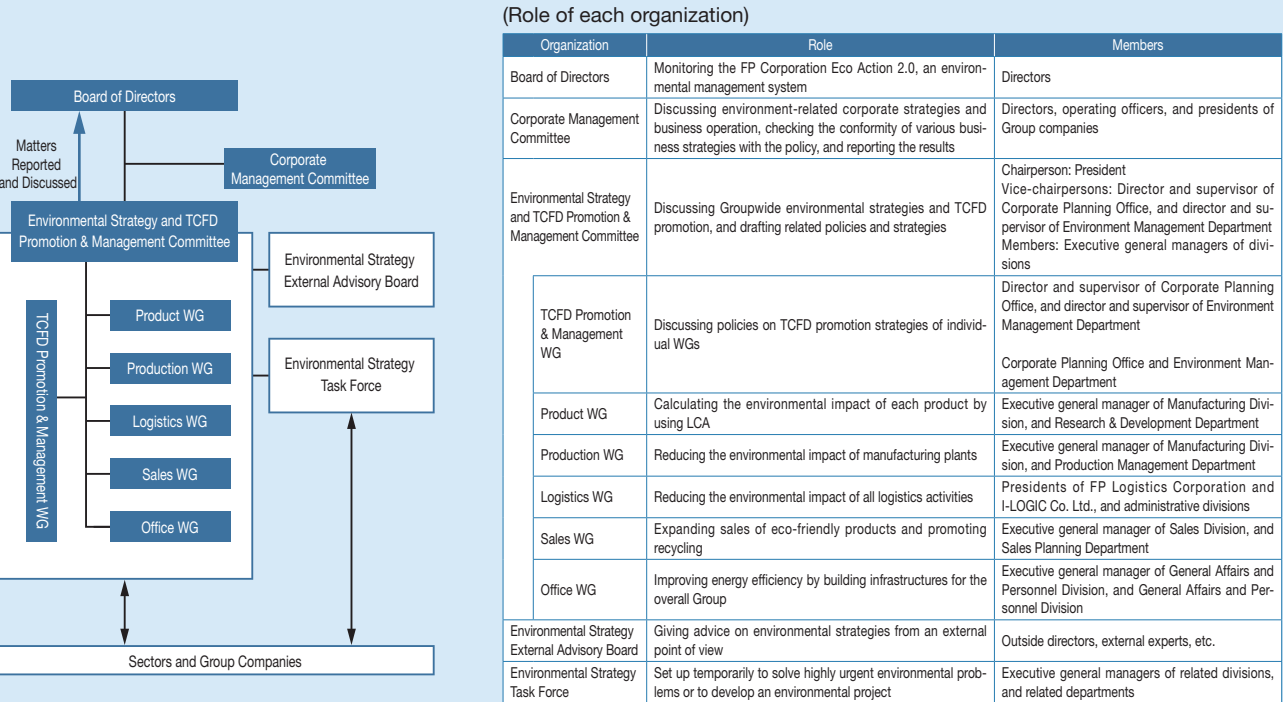 Board of Directors
Matters
Reported
and Discussed
Corporate
Management Committee
Environmental Strategy and TCFD
Promotion & Management Committee
Environmental Strategy
External Advisory Board
TCFD Promotion & Management WG
Product WG
Production WG
Logistics WG
Sales WG
Office WG
Environmental Strategy
Task Force
Sectors and Group Companies
(Role of each organization)
Organization
Role
Members
Board of Directors
Monitoring the FP Corporation Eco Action 2.0, an environ-
mental management system
Directors
Corporate Management
Committee
Discussing environment-related corporate strategies and
business operation, checking the conformity of various busi-
ness strategies with the policy, and reporting the results
Directors, operating officers, and presidents of
Group companies
Environmental Strategy
and TCFD Promotion &
Management Committee
Discussing Groupwide environmental strategies and TCFD
promotion, and drafting related policies and strategies
Chairperson: President
Vice-chairpersons: Director and supervisor of
Corporate Planning Office, and director and su-
pervisor of Environment Management Department
Members: Executive general managers of divi-
sions
TCFD Promotion
& Management
WG
Discussing policies on TCFD promotion strategies of individ-
ual WGs
Director and supervisor of Corporate Planning
Office, and director and supervisor of Environment
Management Department
Corporate Planning Office and Environment Man-
agement Department
Product WG
Calculating the environmental impact of each product by
using LCA
Executive general manager of Manufacturing Divi-
sion, and Research & Development Department
Production WG
Reducing the environmental impact of manufacturing plants
Executive general manager of Manufacturing Divi-
sion, and Production Management Department
Logistics WG
Reducing the environmental impact of all logistics activities
Presidents of FP Logistics Corporation and
I-LOGIC Co. Ltd., and administrative divisions
Sales WG
Expanding sales of eco-friendly products and promoting
recycling
Executive general manager of Sales Division, and
Sales Planning Department
Office WG
Improving energy efficiency by building infrastructures for the
overall Group
Executive general manager of General Affairs and
Personnel Division, and General Affairs and Per-
sonnel Division
Environmental Strategy
External Advisory Board
Giving advice on environmental strategies from an external
point of view
Outside directors, external experts, etc.
Environmental Strategy
Task Force
Set up temporarily to solve highly urgent environmental prob-
lems or to develop an environmental project
Executive general managers of related divisions,
and related departments